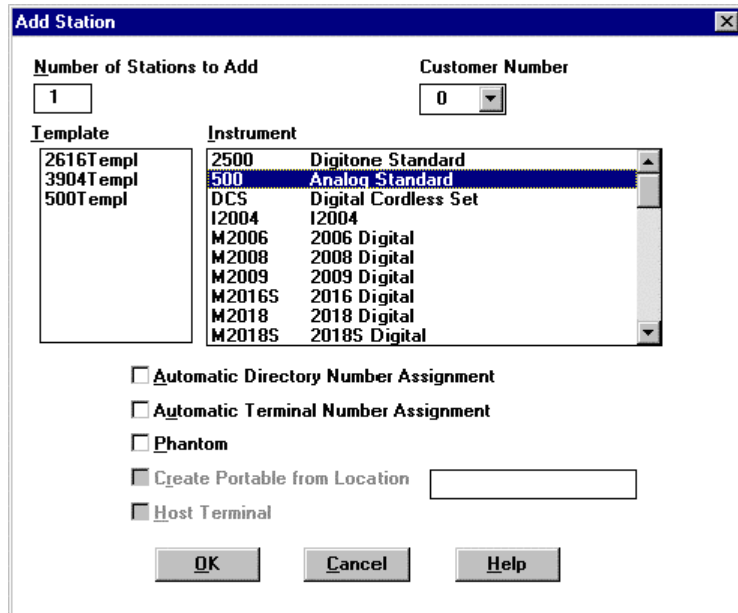 Add Station
Number of Stations to Add
Customer Number
1
0
Template
Instrument
2616Templ
3904Templ
500Templ
2500 Digitone Standard
500 Analog Standard
DCS Digital Cordless Set
I2004 I2004
M2006 2006 Digital
M2008 2008 Digital
M2009 2009 Digital
M2016S 2016 Digital
M2018 2018 Digital
M2018S 2018S Digital
Automatic Directory Number Assignment
Automatic Terminal Number Assignment
Phantom
Create Portable from Location
Host Terminal
OK
Cancel
Help